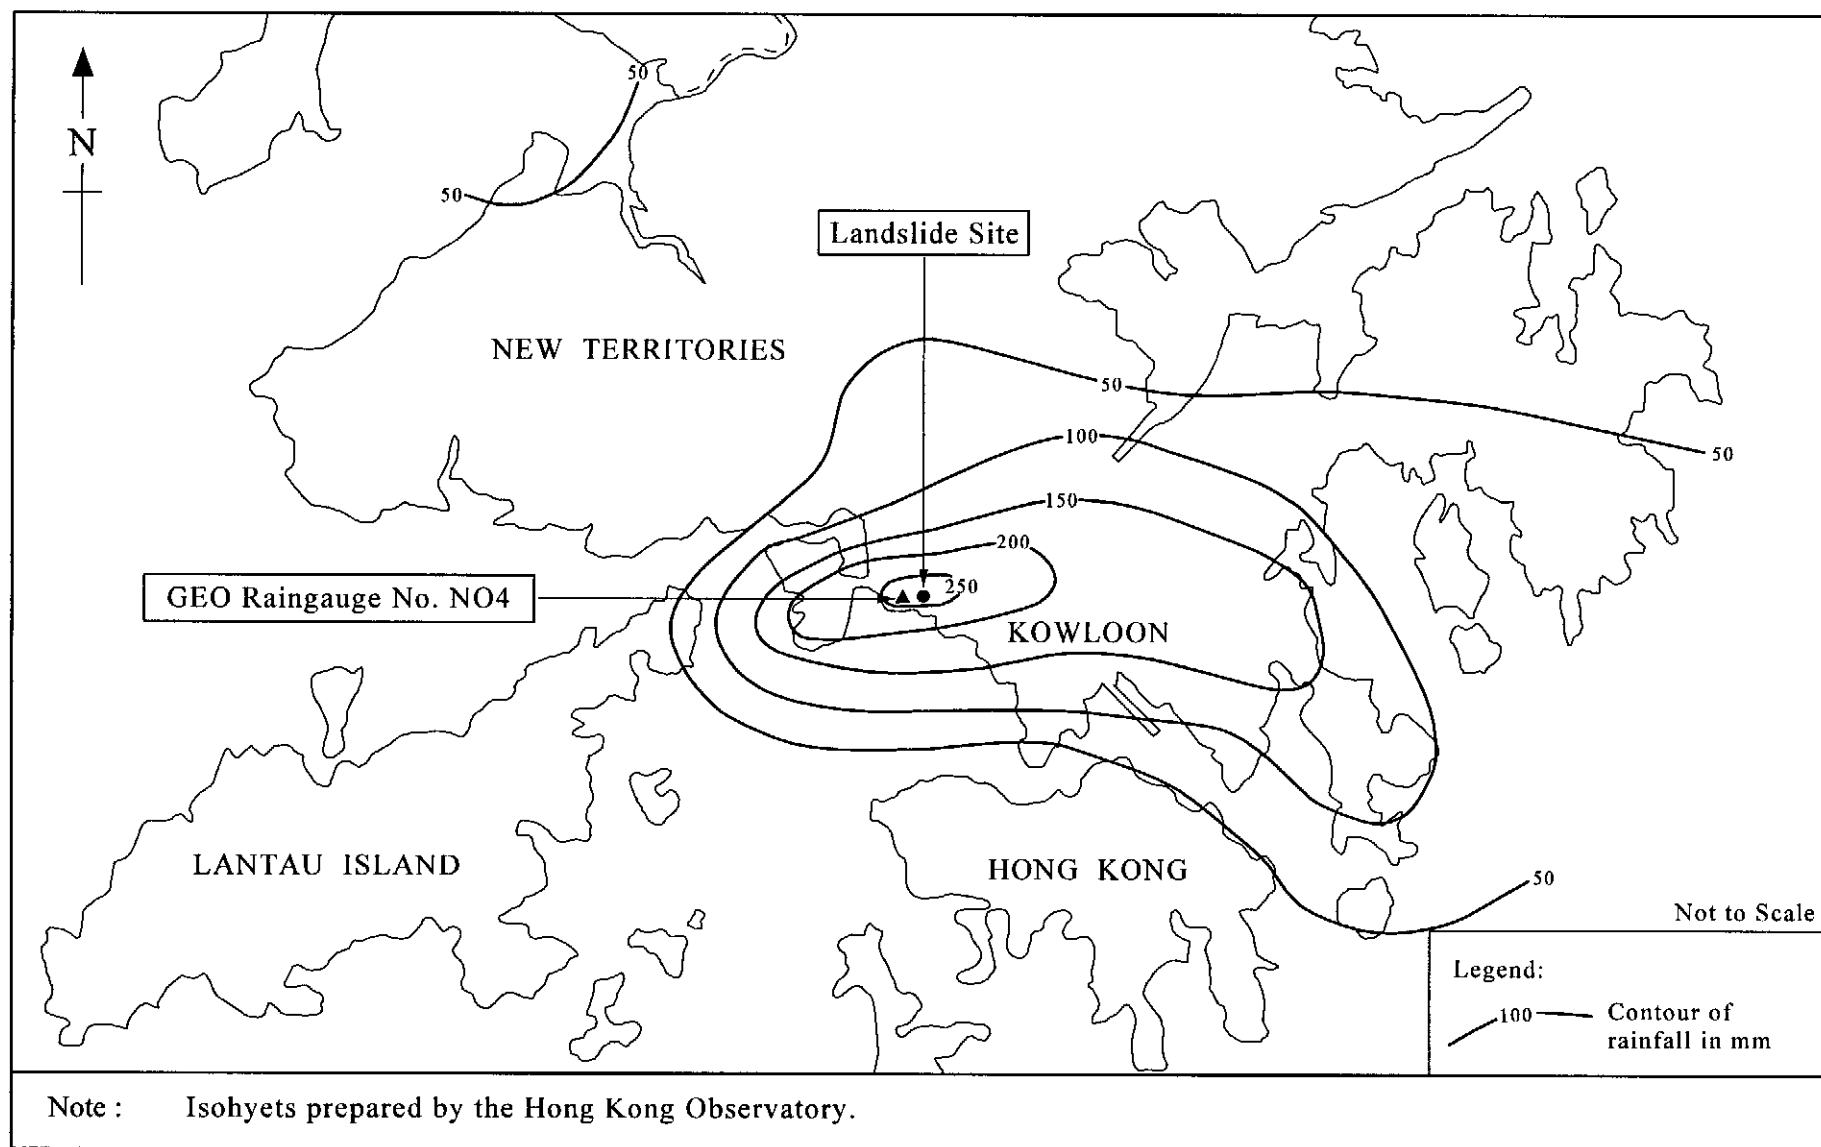 50
N
50
Landslide Site
NEW TERRITORIES
50
100
50
150
200
250
GEO Raingauge No. NO4
KOWLOON
LANTAU ISLAND
HONG KONG
50
Not to Scale
Legend:
100
Contour of
rainfall in mm
Note : Isohyets prepared by the Hong Kong Observatory.